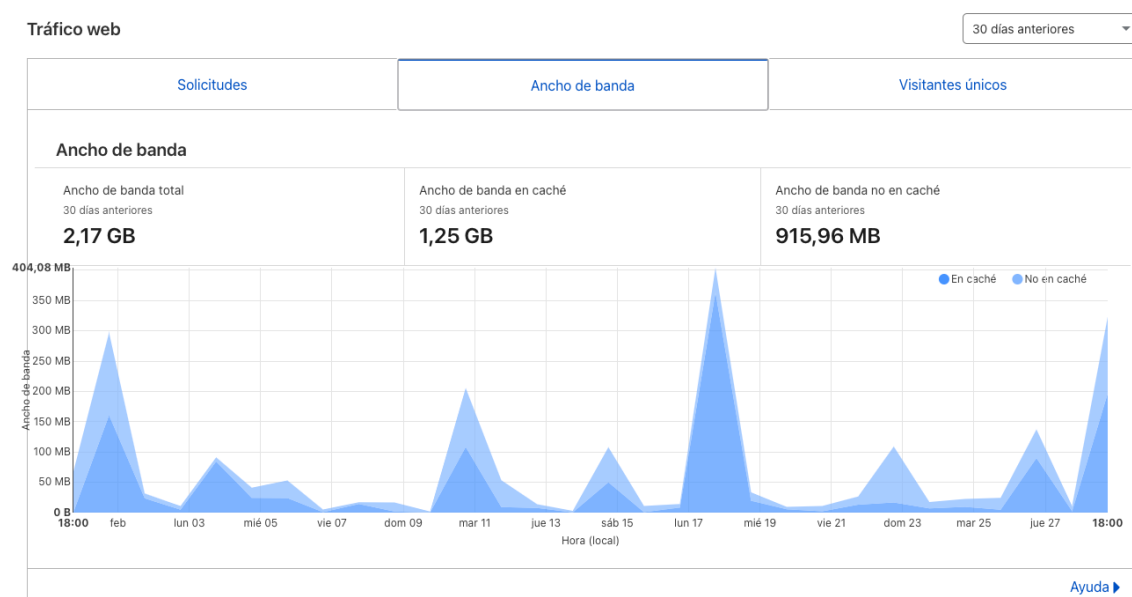 Tráfico web
30 días anteriores
Solicitudes
Ancho de banda
Visitantes únicos
Ancho de banda
Ancho de banda total
30 días anteriores
2,17 GB
Ancho de banda en caché
30 días anteriores
1,25 GB
Ancho de banda no en caché
30 días anteriores
915,96 MB
En caché
No en caché
404,08 MB
350 MB
300 MB
250 MB
200 MB
150 MB
100 MB
50 MB
0 B
Ancho de banda
18:00 feb lun 03 mié 05 vie 07 dom 09 mar 11 jue 13 sáb 15 lun 17 mié 19 vie 21 dom 23 mar 25 jue 27 18:00
Hora (local)
Ayuda